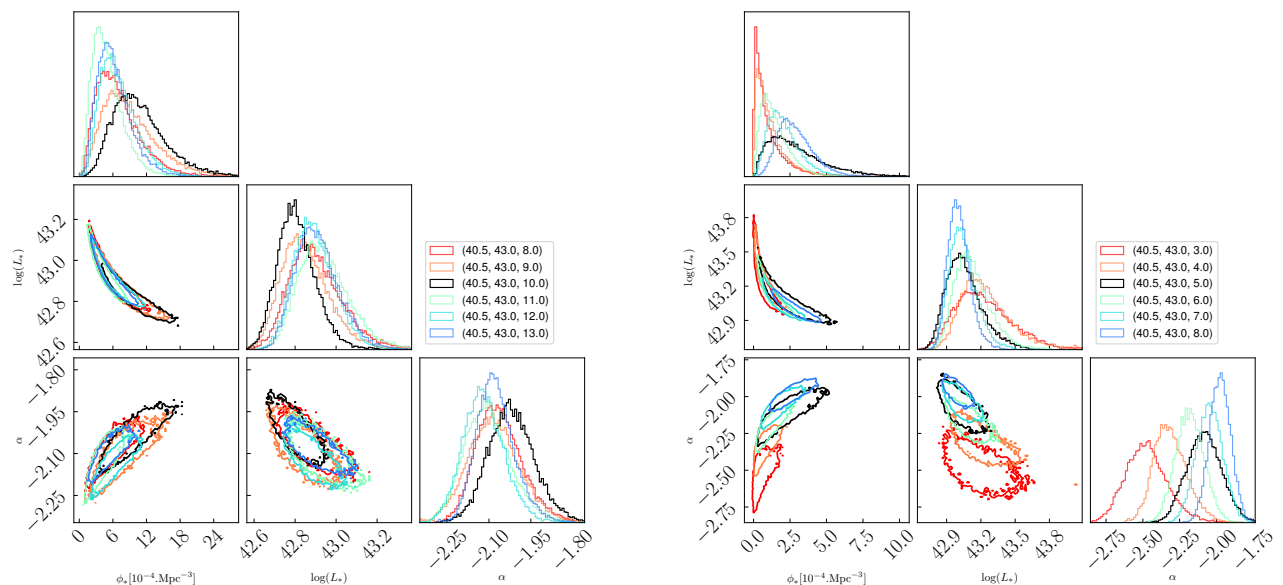 43.2
43.0
42.8
42.6
log(L*)
(40.5, 43.0, 8.0)
(40.5, 43.0, 9.0)
(40.5, 43.0, 10.0)
(40.5, 43.0, 11.0)
(40.5, 43.0, 12.0)
(40.5, 43.0, 13.0)
−1.80
−1.95
−2.10
−2.25
α
0
6
12
18
24
ϕ*[10⁻⁴.Mpc⁻³]
42.6
42.8
43.0
43.2
log(L*)
−2.25
−2.10
−1.95
−1.80
α
43.8
43.5
43.2
42.9
log(L*)
(40.5, 43.0, 3.0)
(40.5, 43.0, 4.0)
(40.5, 43.0, 5.0)
(40.5, 43.0, 6.0)
(40.5, 43.0, 7.0)
(40.5, 43.0, 8.0)
−1.75
−2.00
−2.25
−2.50
−2.75
α
0.0
2.5
5.0
7.5
10.0
ϕ*[10⁻⁴.Mpc⁻³]
42.9
43.2
43.5
43.8
log(L*)
−2.75
−2.50
−2.25
−2.00
−1.75
α